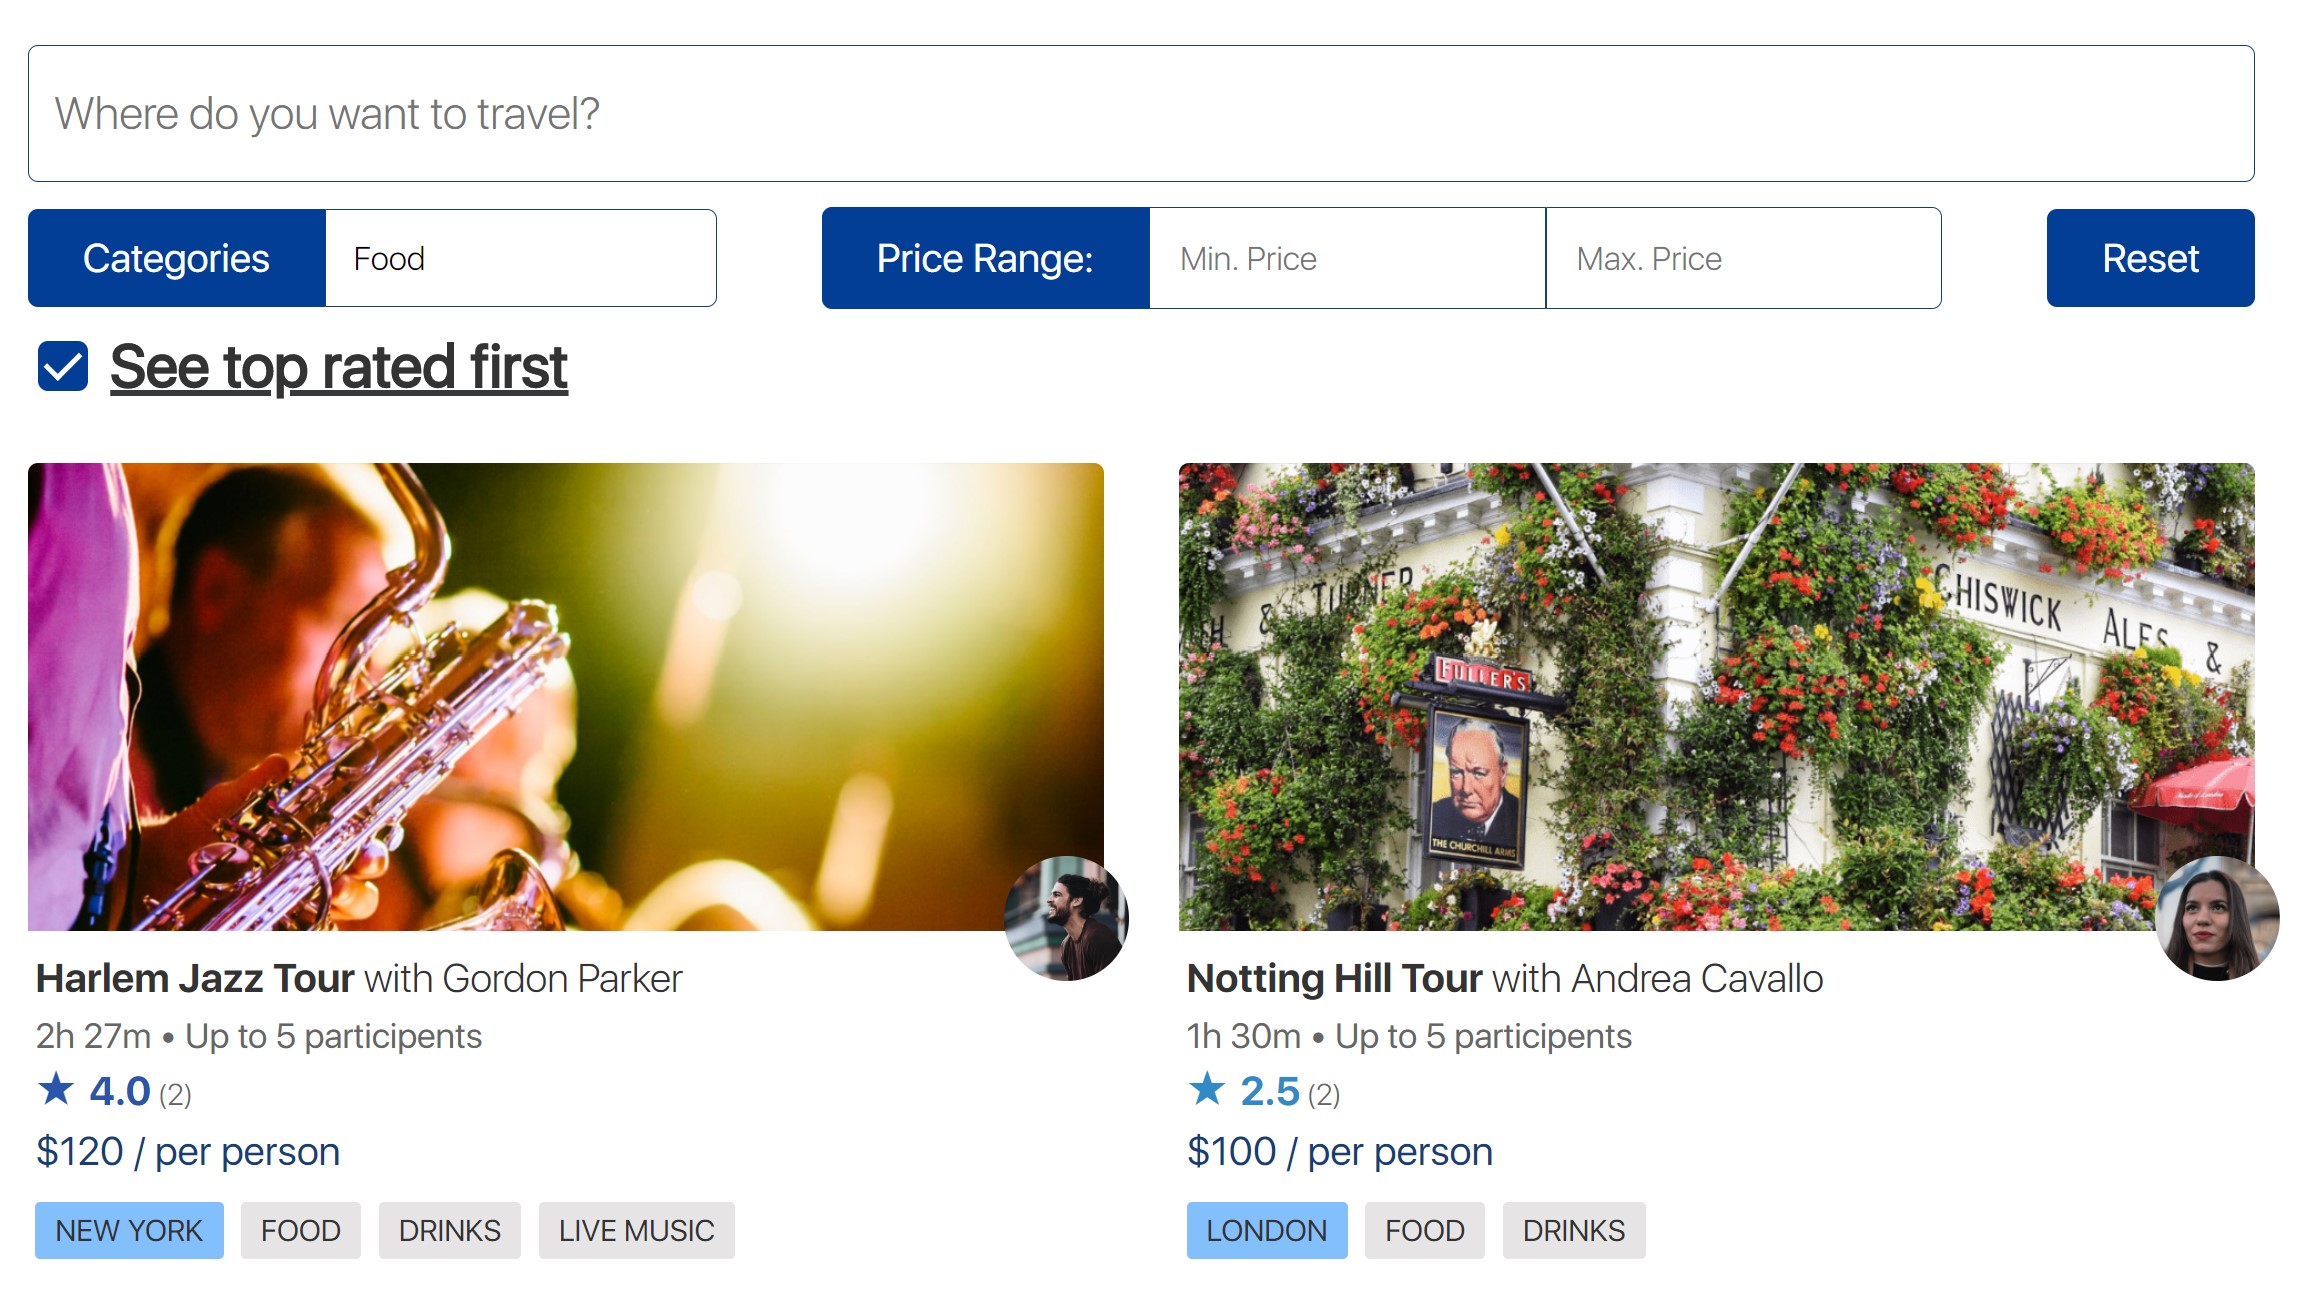 Where do you want to travel?
Categories
Food
Price Range:
Min. Price
Max. Price
Reset
See top rated first
& TURNER
CHISWICK ALES &
FULLER'S
THE CHURCHILL ARMS
Harlem Jazz Tour with Gordon Parker
2h 27m • Up to 5 participants
★ 4.0 (2)
$120 / per person
NEW YORK
FOOD
DRINKS
LIVE MUSIC
Notting Hill Tour with Andrea Cavallo
1h 30m • Up to 5 participants
★ 2.5 (2)
$100 / per person
LONDON
FOOD
DRINKS